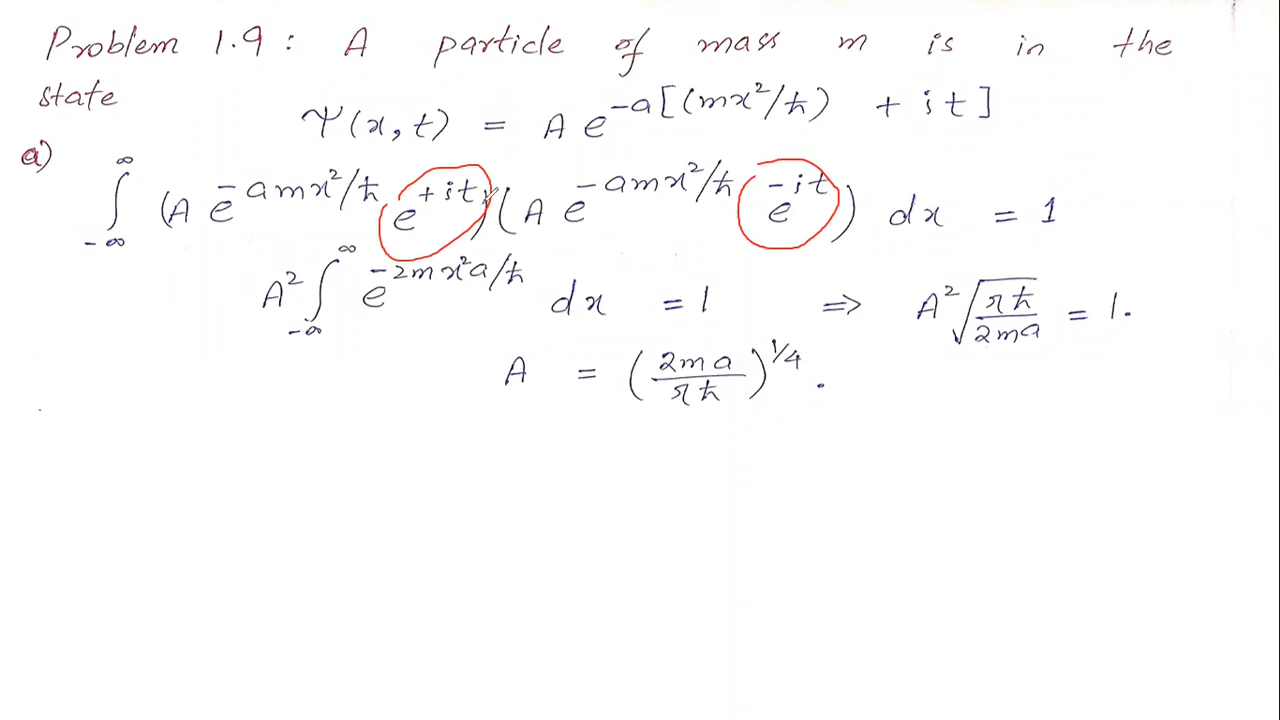 Problem 1.9 : A particle of mass m is in the
state
Ψ(x, t) = A e^{-a[(mx²/ħ) + it]}
a)
∫_{-∞}^{∞} (A e^{-amx²/ħ} e^{+it})(A e^{-amx²/ħ} e^{-it}) dx = 1
A² ∫_{-∞}^{∞} e^{-2mx²a/ħ} dx = 1 ⇒ A² √(πħ/2ma) = 1.
A = (2ma/πħ)^{1/4}.